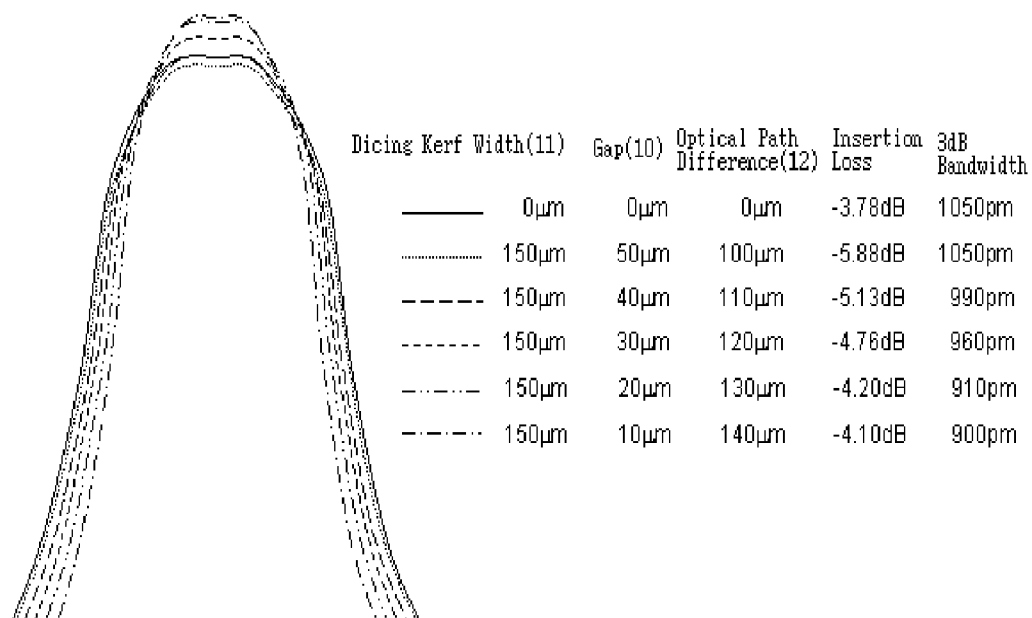 Dicing Kerf Width(11) Gap(10) Optical Path Difference(12) Insertion Loss 3dB Bandwidth
0μm 0μm 0μm -3.78dB 1050pm
150μm 50μm 100μm -5.88dB 1050pm
150μm 40μm 110μm -5.13dB 990pm
150μm 30μm 120μm -4.76dB 960pm
150μm 20μm 130μm -4.20dB 910pm
150μm 10μm 140μm -4.10dB 900pm